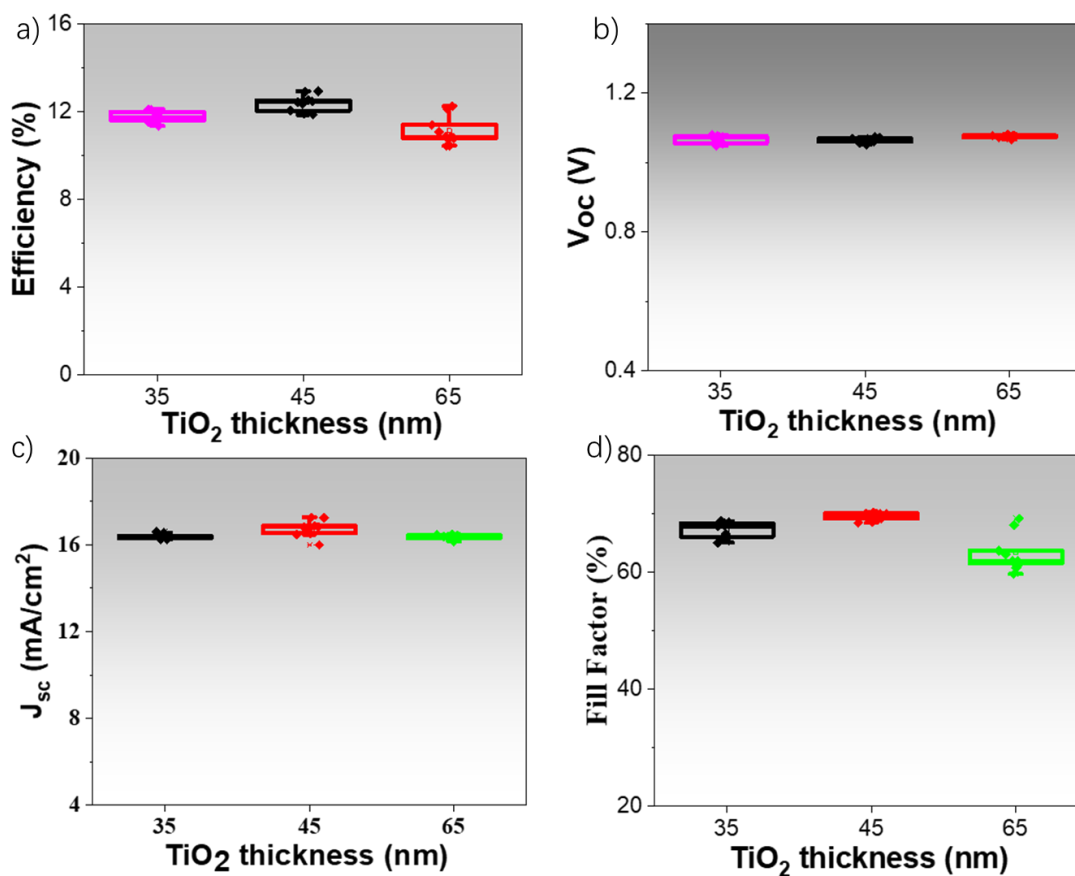 a)
16
12
8
4
0
Efficiency (%)
35 45 65
TiO₂ thickness (nm)
b)
1.2
0.8
0.4
Voc (V)
35 45 65
TiO₂ thickness (nm)
c)
20
16
12
8
4
Jsc (mA/cm²)
35 45 65
TiO2 thickness (nm)
d)
80
60
40
20
Fill Factor (%)
35 45 65
TiO₂ thickness (nm)